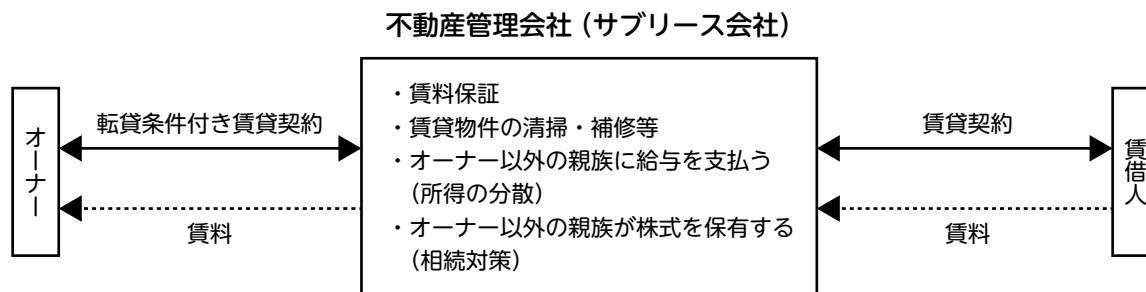 不動産管理会社（サブリース会社）
オーナー
転貸条件付き賃貸契約
賃料
・賃料保証
・賃貸物件の清掃・補修等
・オーナー以外の親族に給与を支払う
（所得の分散）
・オーナー以外の親族が株式を保有する
（相続対策）
賃貸契約
賃料
賃借人